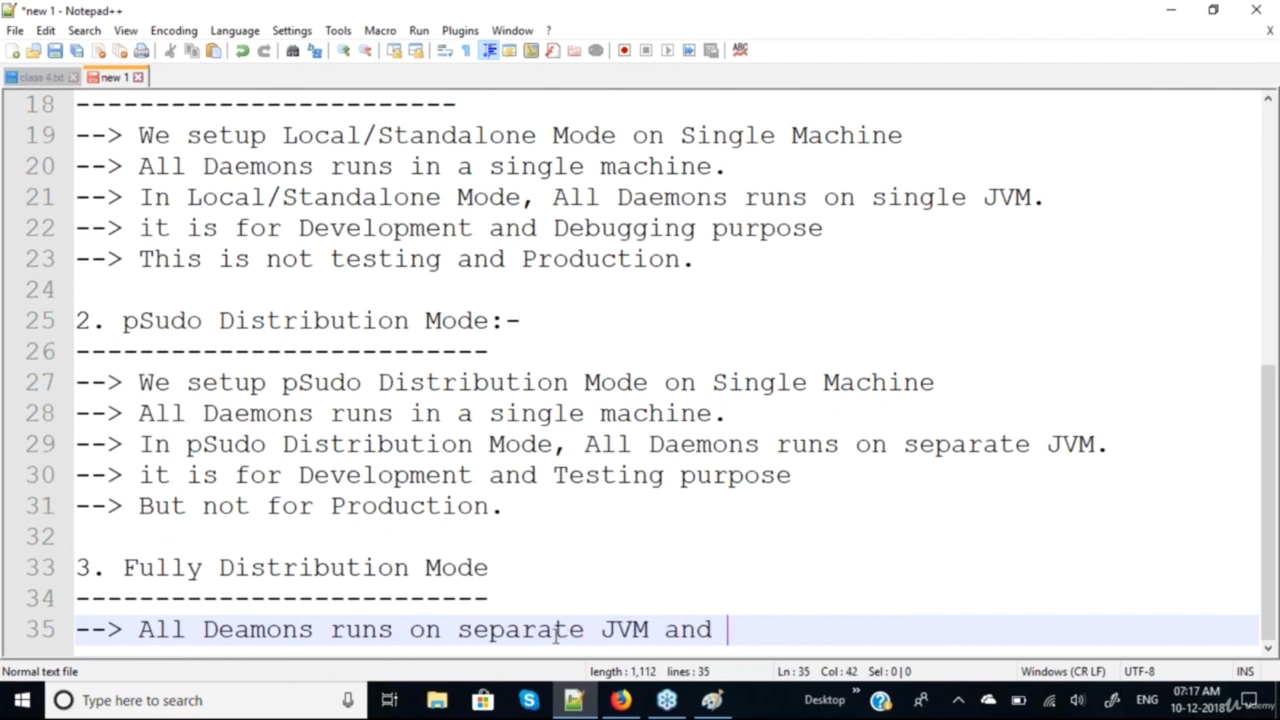 *new 1 - Notepad++
File Edit Search View Encoding Language Settings Tools Macro Run Plugins Window ? X
class 4.txt new 1
18 ------------------------
19 --> We setup Local/Standalone Mode on Single Machine
20 --> All Daemons runs in a single machine.
21 --> In Local/Standalone Mode, All Daemons runs on single JVM.
22 --> it is for Development and Debugging purpose
23 --> This is not testing and Production.
24
25 2. pSudo Distribution Mode:-
26 --------------------------
27 --> We setup pSudo Distribution Mode on Single Machine
28 --> All Daemons runs in a single machine.
29 --> In pSudo Distribution Mode, All Daemons runs on separate JVM.
30 --> it is for Development and Testing purpose
31 --> But not for Production.
32
33 3. Fully Distribution Mode
34 --------------------------
35 --> All Deamons runs on separate JVM and
Normal text file length : 1,112 lines : 35 Ln : 35 Col : 42 Sel : 0 | 0 Windows (CR LF) UTF-8 INS
Type here to search Desktop ENG 07:17 AM
10-12-2018 Udemy